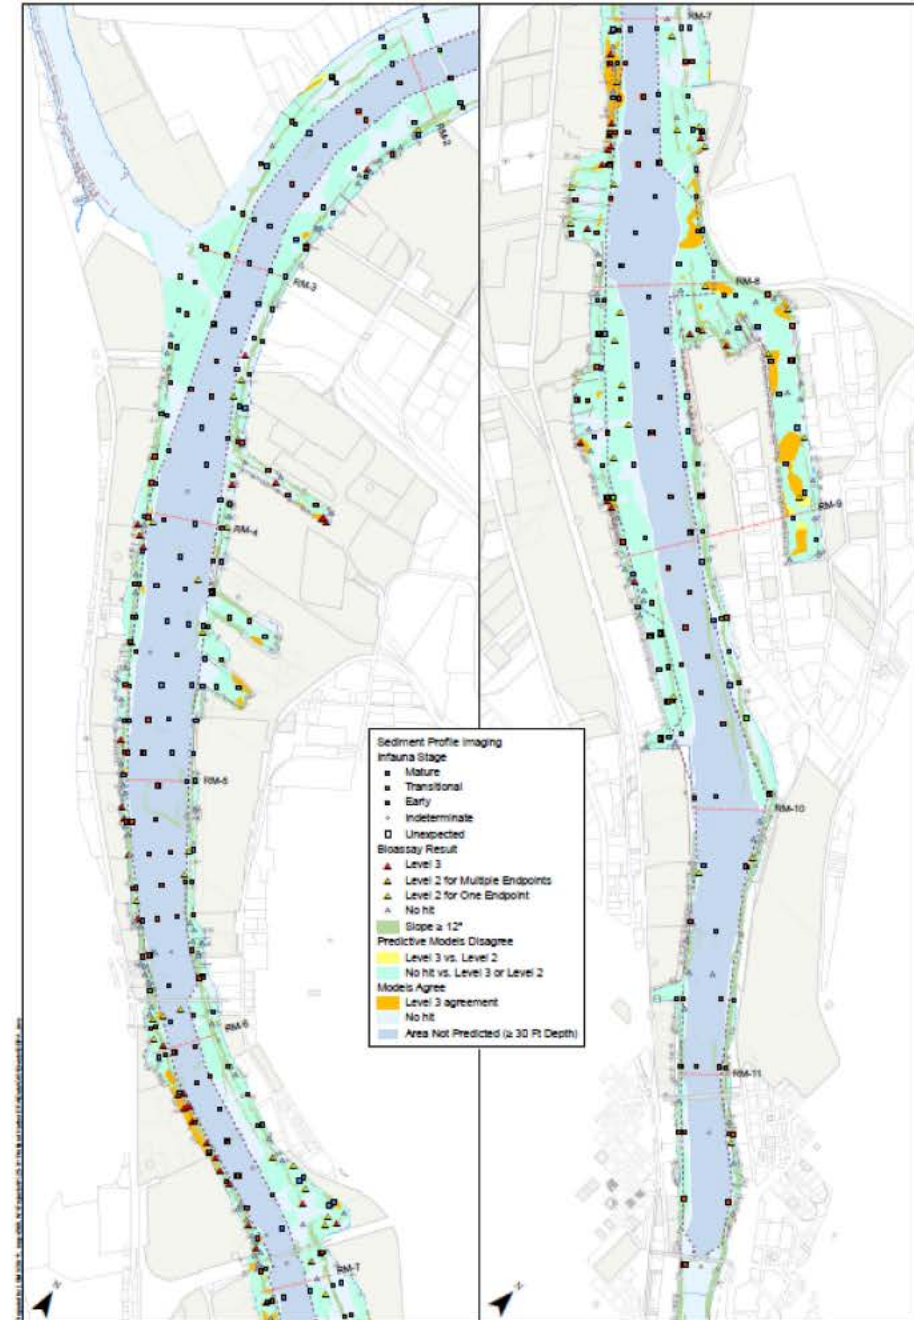 RM-7
RM-2
RM-3
RM-8
RM-4
RM-9
RM-5
RM-10
RM-6
RM-11
RM-7
N
N
Sediment Profile Imaging
Infauna Stage
Mature
Transitional
Early
Indeterminate
Unexpected
Bioassay Result
Level 3
Level 2 for Multiple Endpoints
Level 2 for One Endpoint
No hit
Slope ≥ 12°
Predictive Models Disagree
Level 3 vs. Level 2
No hit vs. Level 3 or Level 2
Models Agree
Level 3 agreement
No hit
Area Not Predicted (≥ 30 Ft Depth)